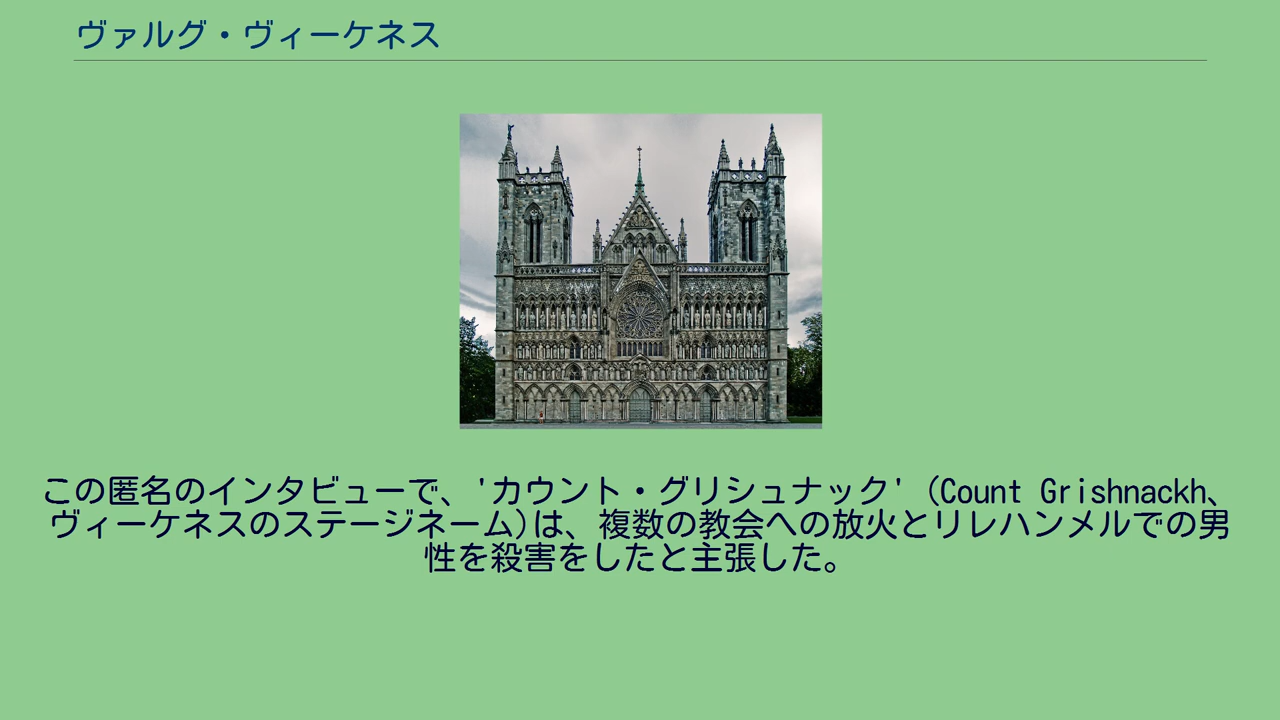 ヴァルグ・ヴィーケネス
この匿名のインタビューで、'カウント・グリシュナック'（Count Grishnackh、
ヴィーケネスのステージネーム)は、複数の教会への放火とリレハンメルでの男
性を殺害をしたと主張した。